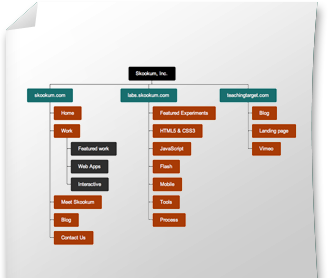 Skookum, Inc.
skookum.com
labs.skookum.com
teachingtarget.com
Home
Work
Featured work
Web Apps
Interactive
Meet Skookum
Blog
Contact Us
Featured Experiments
HTML5 & CSS3
JavaScript
Flash
Mobile
Tools
Process
Blog
Landing page
Vimeo